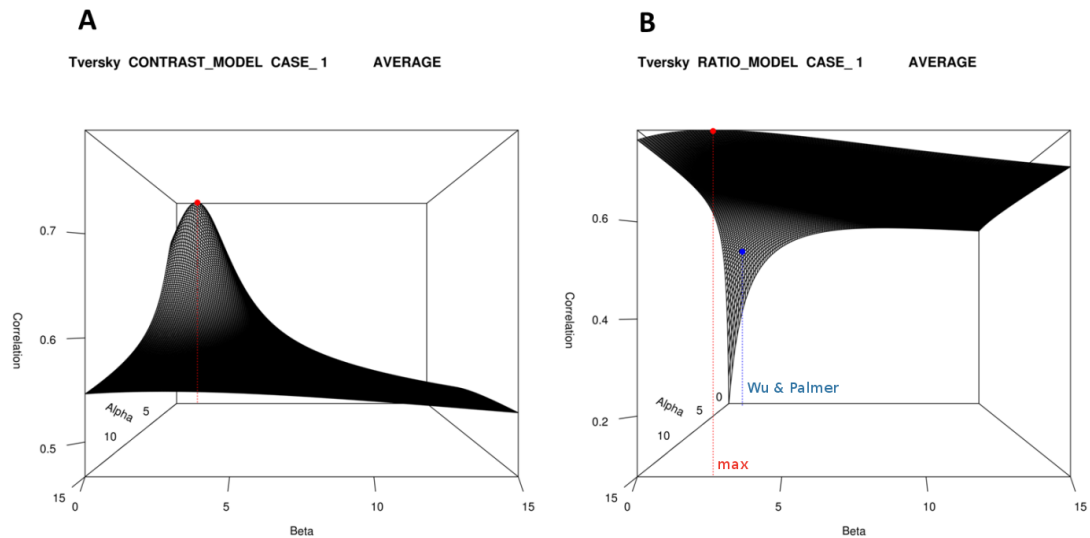 A
Tversky CONTRAST_MODEL CASE_ 1 AVERAGE
0.7
0.6
0.5
Correlation
Alpha
5
10
15
0
5
10
15
Beta
B
Tversky RATIO_MODEL CASE_ 1 AVERAGE
0.6
0.4
0.2
Correlation
Alpha
0
5
10
15
Wu & Palmer
max
0
5
10
15
Beta